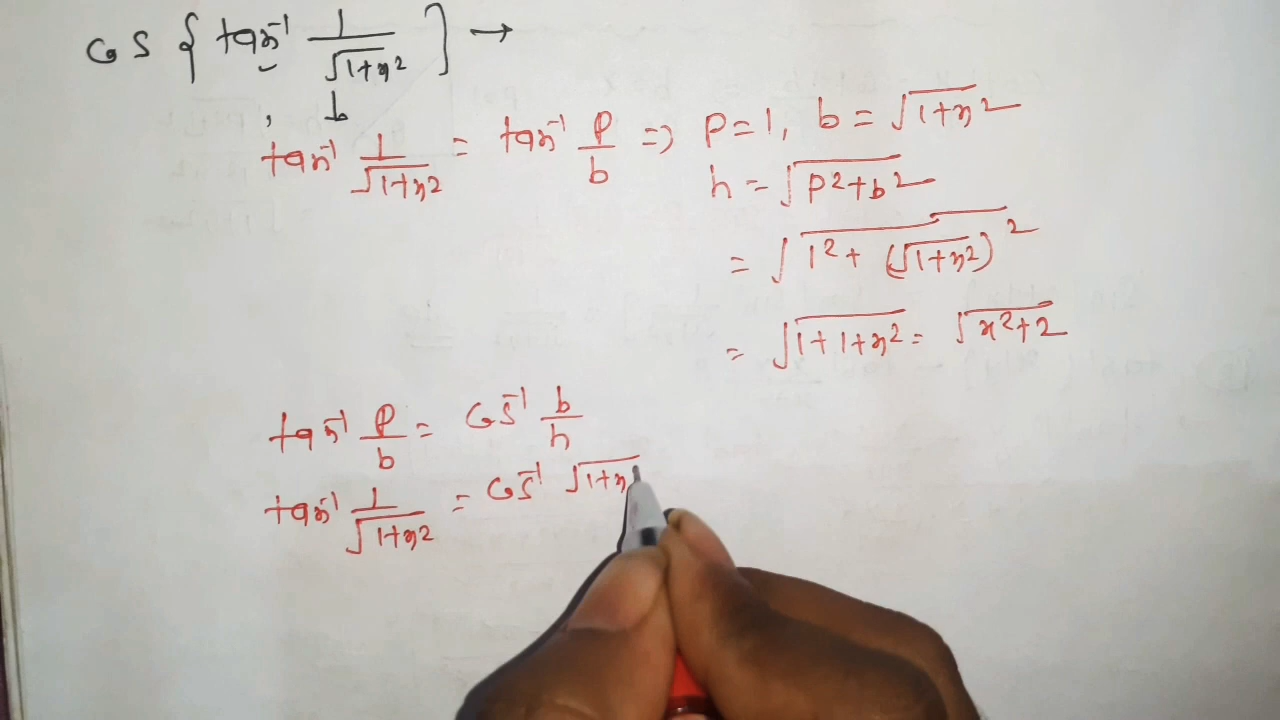 cos { tan⁻¹ 1/√1+x² } →
, b
tan⁻¹ 1/√1+x² = tan⁻¹ P/b ⇒ P=1, b = √1+x²
h = √P²+b²
= √1²+ (√1+x²)²
= √1+1+x² = √x²+2
tan⁻¹ P/b = cos⁻¹ b/h
tan⁻¹ 1/√1+x² = cos⁻¹ √1+x